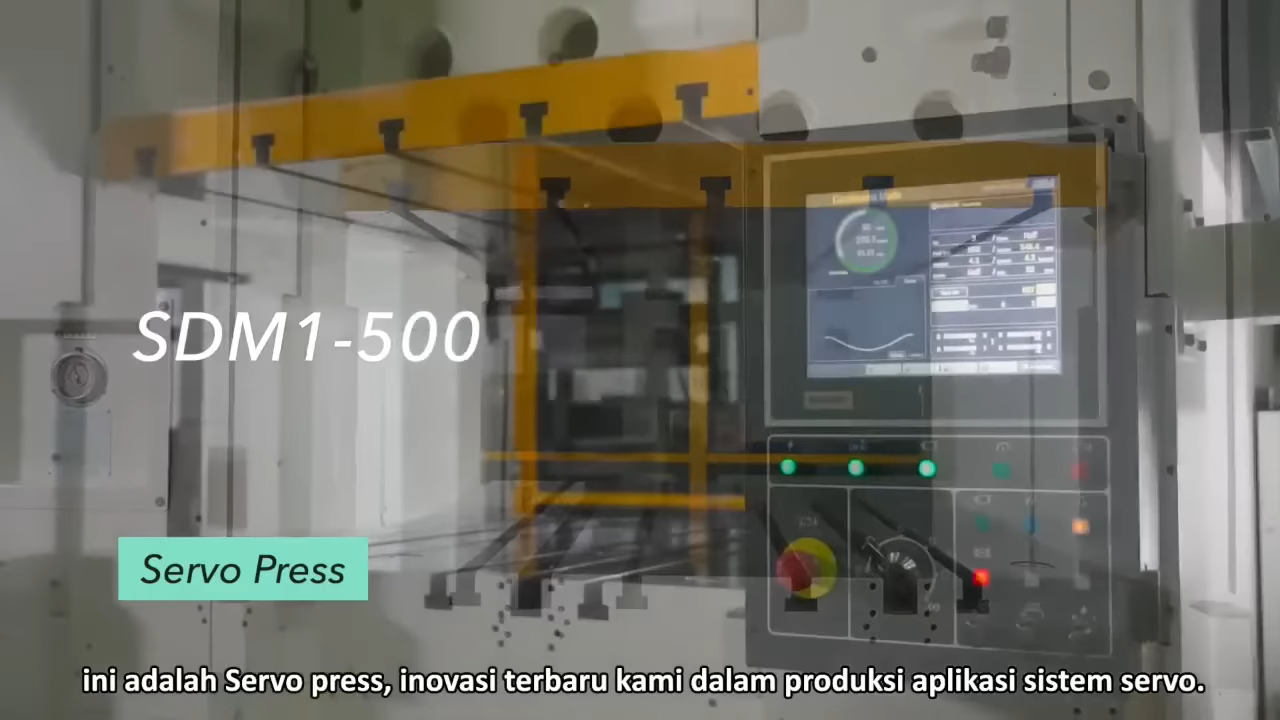 SDM1-500
Servo Press
ini adalah Servo press, inovasi terbaru kami dalam produksi aplikasi sistem servo.